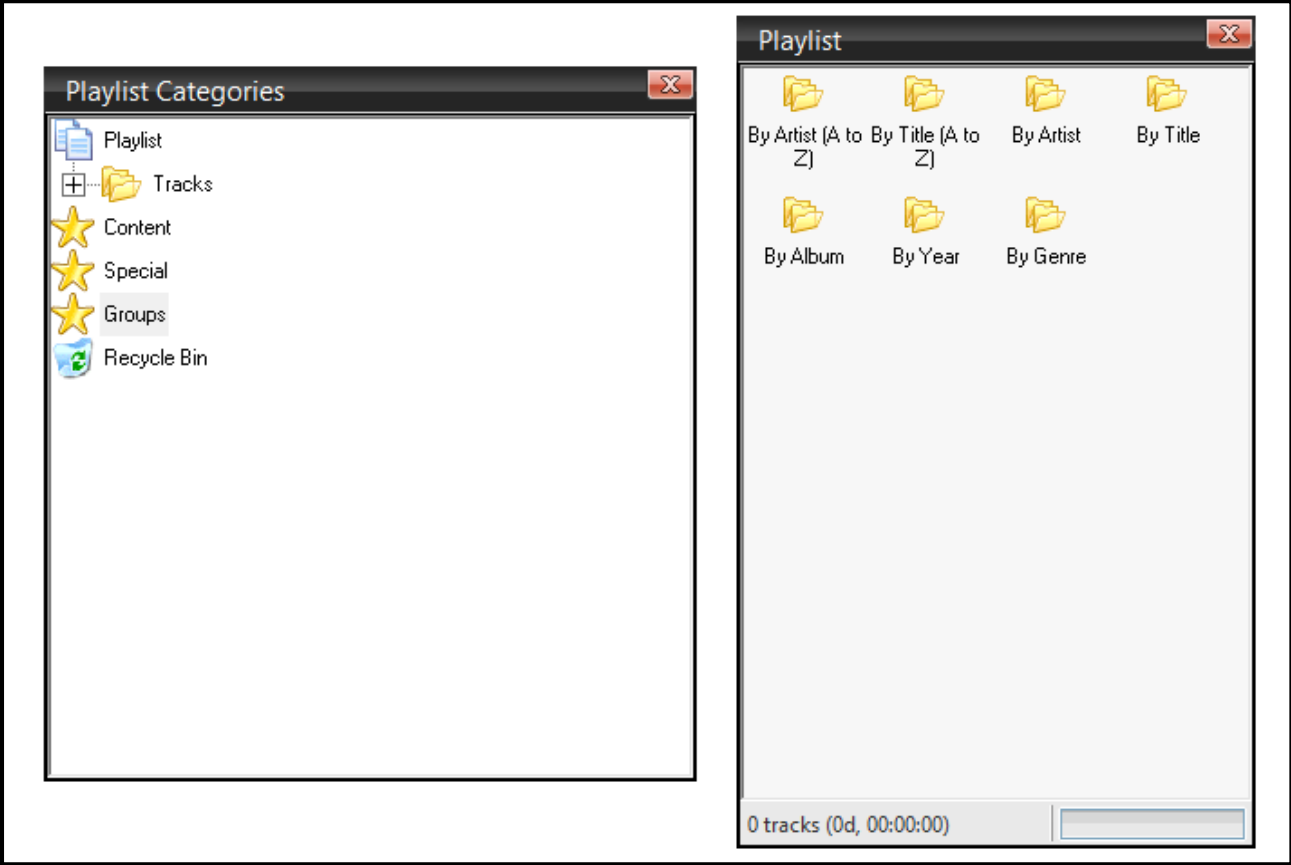 Playlist Categories
Playlist
Tracks
Content
Special
Groups
Recycle Bin
Playlist
By Artist (A to Z)
By Title (A to Z)
By Artist
By Title
By Album
By Year
By Genre
0 tracks (0d, 00:00:00)